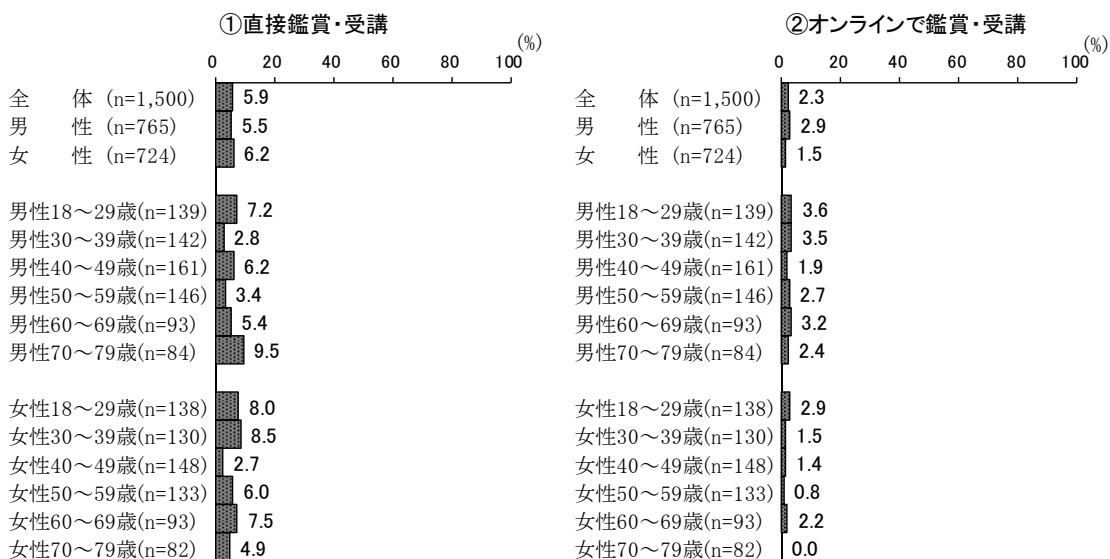 ①直接鑑賞・受講
(%)
0 20 40 60 80 100
全 体 (n=1,500) 5.9
男 性 (n=765) 5.5
女 性 (n=724) 6.2
男性18～29歳(n=139) 7.2
男性30～39歳(n=142) 2.8
男性40～49歳(n=161) 6.2
男性50～59歳(n=146) 3.4
男性60～69歳(n=93) 5.4
男性70～79歳(n=84) 9.5
女性18～29歳(n=138) 8.0
女性30～39歳(n=130) 8.5
女性40～49歳(n=148) 2.7
女性50～59歳(n=133) 6.0
女性60～69歳(n=93) 7.5
女性70～79歳(n=82) 4.9
②オンラインで鑑賞・受講
(%)
0 20 40 60 80 100
全 体 (n=1,500) 2.3
男 性 (n=765) 2.9
女 性 (n=724) 1.5
男性18～29歳(n=139) 3.6
男性30～39歳(n=142) 3.5
男性40～49歳(n=161) 1.9
男性50～59歳(n=146) 2.7
男性60～69歳(n=93) 3.2
男性70～79歳(n=84) 2.4
女性18～29歳(n=138) 2.9
女性30～39歳(n=130) 1.5
女性40～49歳(n=148) 1.4
女性50～59歳(n=133) 0.8
女性60～69歳(n=93) 2.2
女性70～79歳(n=82) 0.0